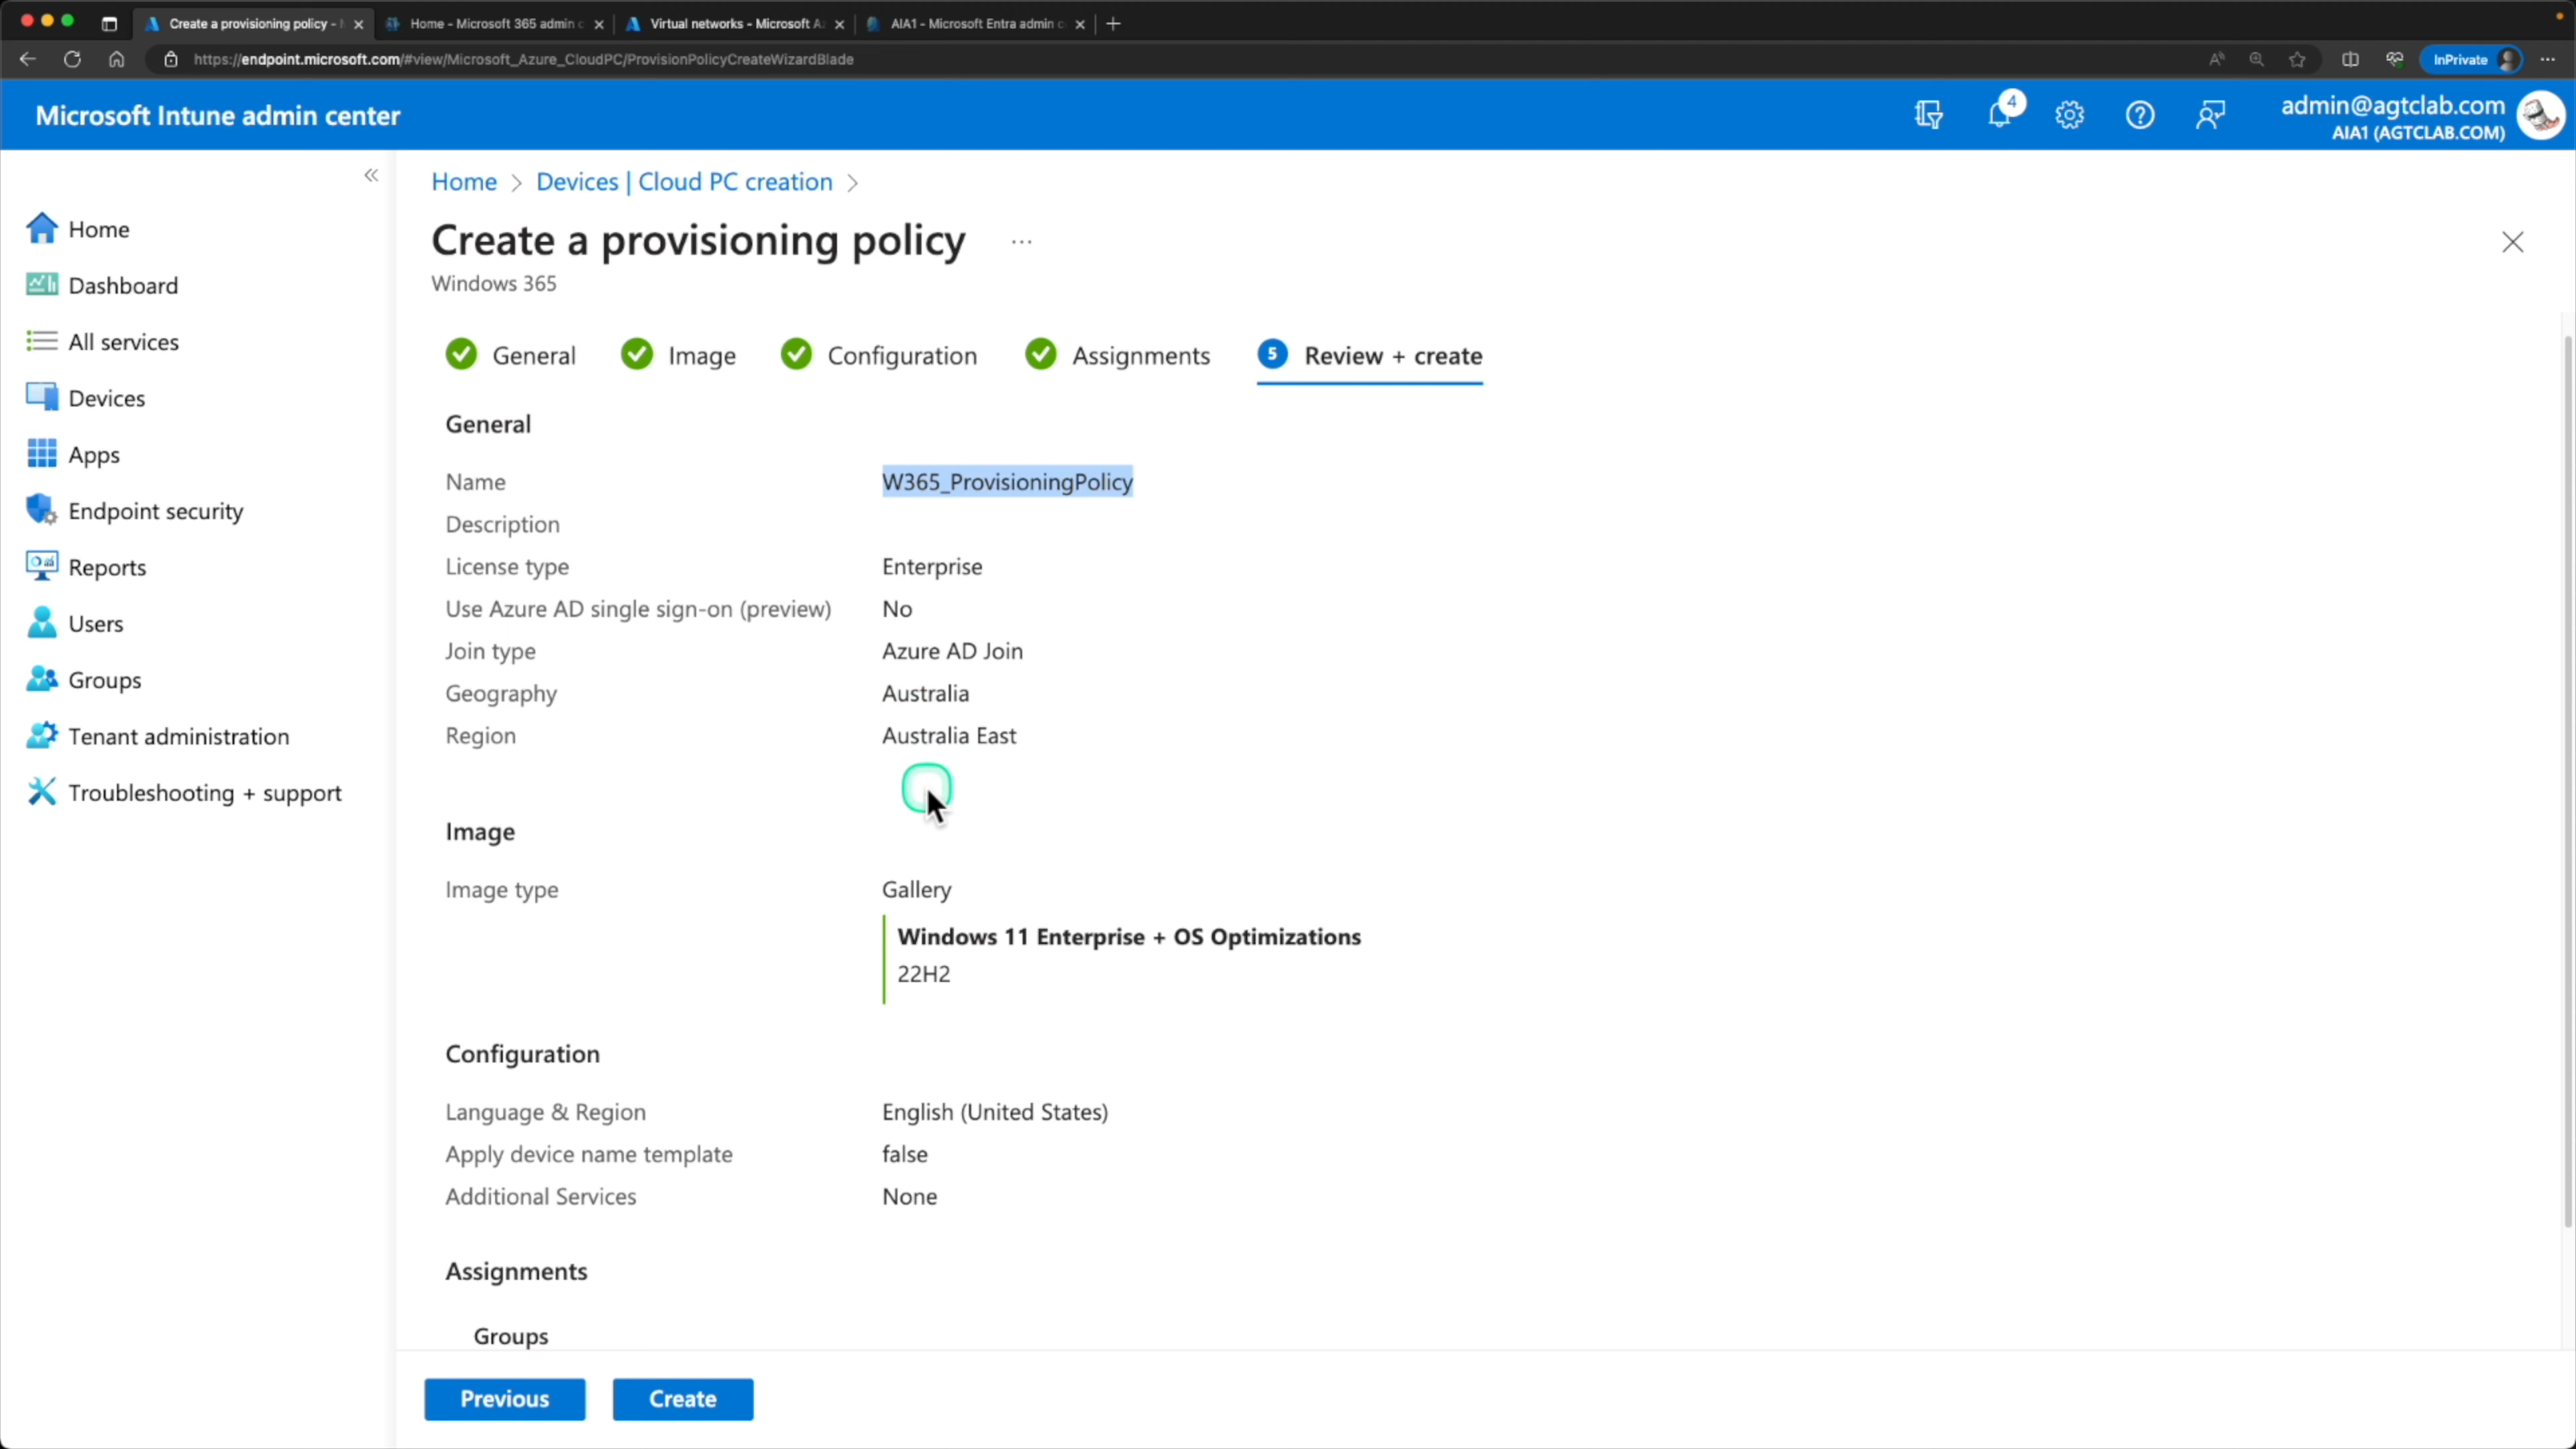 Create a provisioning policy -
Home - Microsoft 365 admin c
Virtual networks - Microsoft A
AIA1 - Microsoft Entra admin c
https://endpoint.microsoft.com/#view/Microsoft_Azure_CloudPC/ProvisionPolicyCreateWizardBlade
InPrivate
Microsoft Intune admin center
4
admin@agtclab.com
AIA1 (AGTCLAB.COM)
Home > Devices | Cloud PC creation >
Create a provisioning policy ...
Windows 365
Home
Dashboard
All services
Devices
Apps
Endpoint security
Reports
Users
Groups
Tenant administration
Troubleshooting + support
General
Image
Configuration
Assignments
5 Review + create
General
Name W365_ProvisioningPolicy
Description
License type Enterprise
Use Azure AD single sign-on (preview) No
Join type Azure AD Join
Geography Australia
Region Australia East
Image
Image type Gallery
Windows 11 Enterprise + OS Optimizations
22H2
Configuration
Language & Region English (United States)
Apply device name template false
Additional Services None
Assignments
Groups
Previous
Create